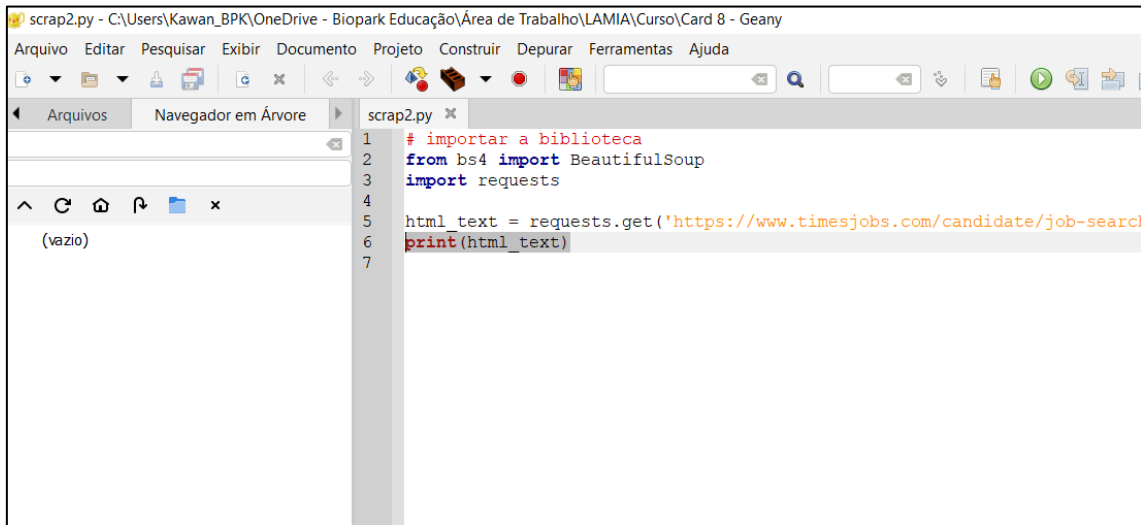 scrap2.py - C:\Users\Kawan_BPK\OneDrive - Biopark Educação\Área de Trabalho\LAMIA\Curso\Card 8 - Geany
Arquivo Editar Pesquisar Exibir Documento Projeto Construir Depurar Ferramentas Ajuda
Arquivos Navegador em Árvore scrap2.py
(vazio)
1 # importar a biblioteca
2 from bs4 import BeautifulSoup
3 import requests
4
5 html_text = requests.get('https://www.timesjobs.com/candidate/job-search
6 print(html_text)
7